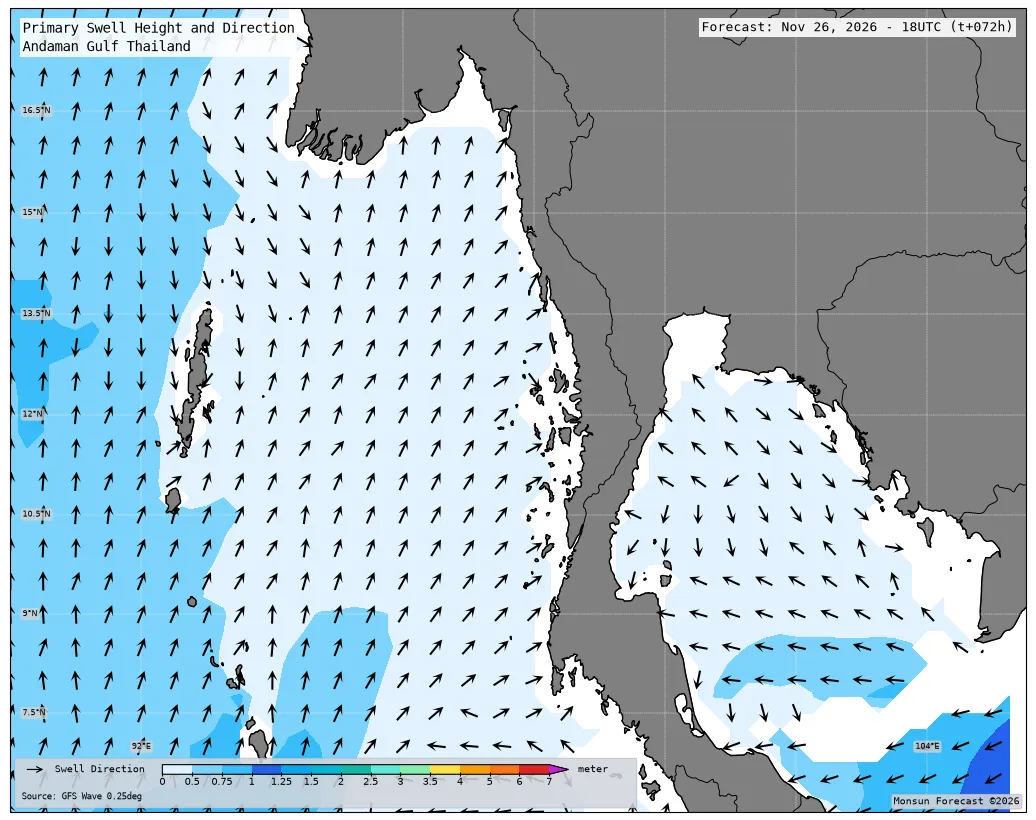 Primary Swell Height and Direction
Andaman Gulf Thailand
Forecast: Nov 26, 2026 - 18UTC (t+072h)
16.5°N
15°N
13.5°N
12°N
10.5°N
9°N
7.5°N
92°E
104°E
Swell Direction
0 0.5 0.75 1 1.25 1.5 2 2.5 3 3.5 4 5 6 7
meter
Source: GFS Wave 0.25deg
Monsun Forecast ©2026